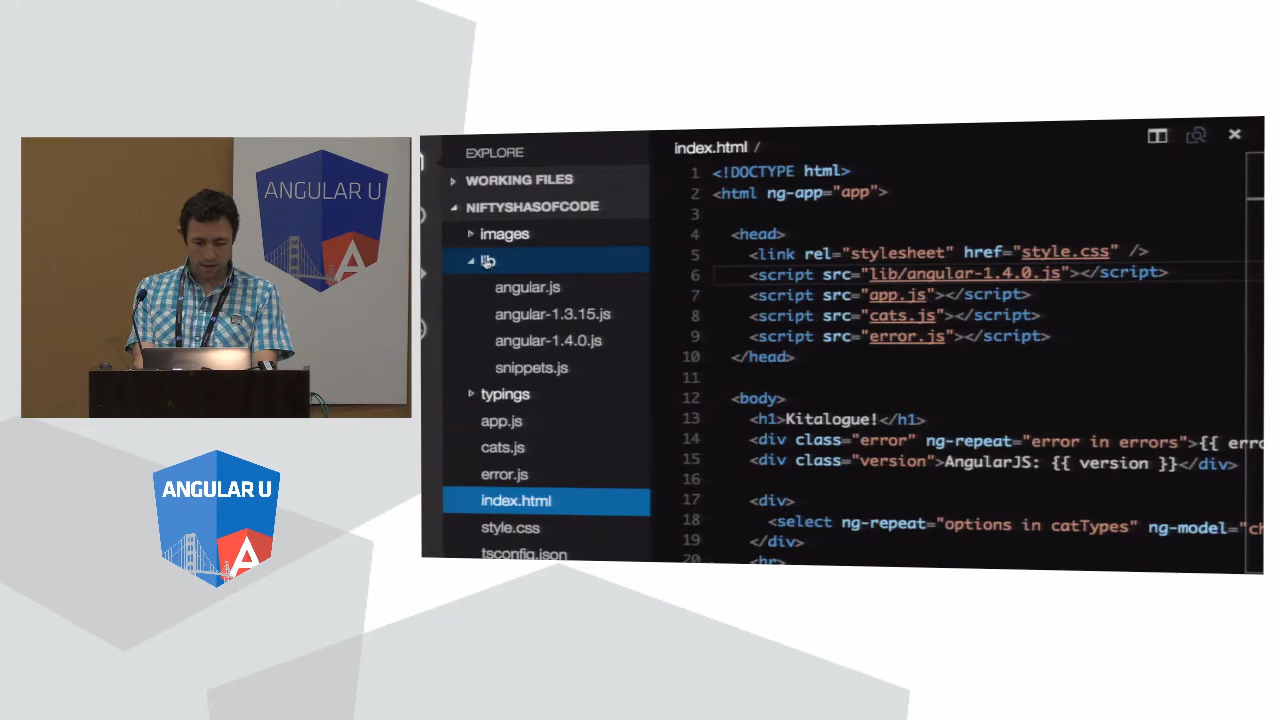 ANGULAR U
A
ANGULAR U
A
EXPLORE
WORKING FILES
NIFTYSHASOFCODE
images
angular.js
angular-1.3.15.js
angular-1.4.0.js
snippets.js
typings
app.js
cats.js
error.js
index.html
style.css
tsconfig.json
index.html /
1 <!DOCTYPE html>
2 <html ng-app="app">
3
4 <head>
5 <link rel="stylesheet" href="style.css" />
6 <script src="lib/angular-1.4.0.js"></script>
7 <script src="app.js"></script>
8 <script src="cats.js"></script>
9 <script src="error.js"></script>
10 </head>
11
12 <body>
13 <h1>Kitalogue!</h1>
14 <div class="error" ng-repeat="error in errors">{{ erro
15 <div class="version">AngularJS: {{ version }}</div>
16
17 <div>
18 <select ng-repeat="options in catTypes" ng-model="ch
19 </div>
20 <hr>